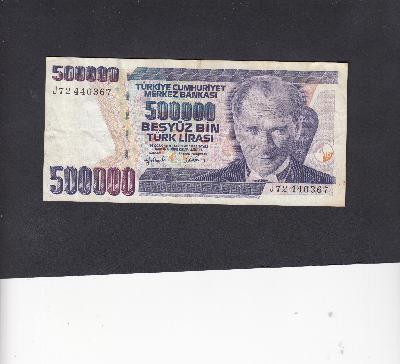 500000
J72 440367
TÜRKİYE CUMHURİYET
MERKEZ BANKASI
500000
BEŞYÜZ BİN
TÜRK LİRASI
500000
J72 440367